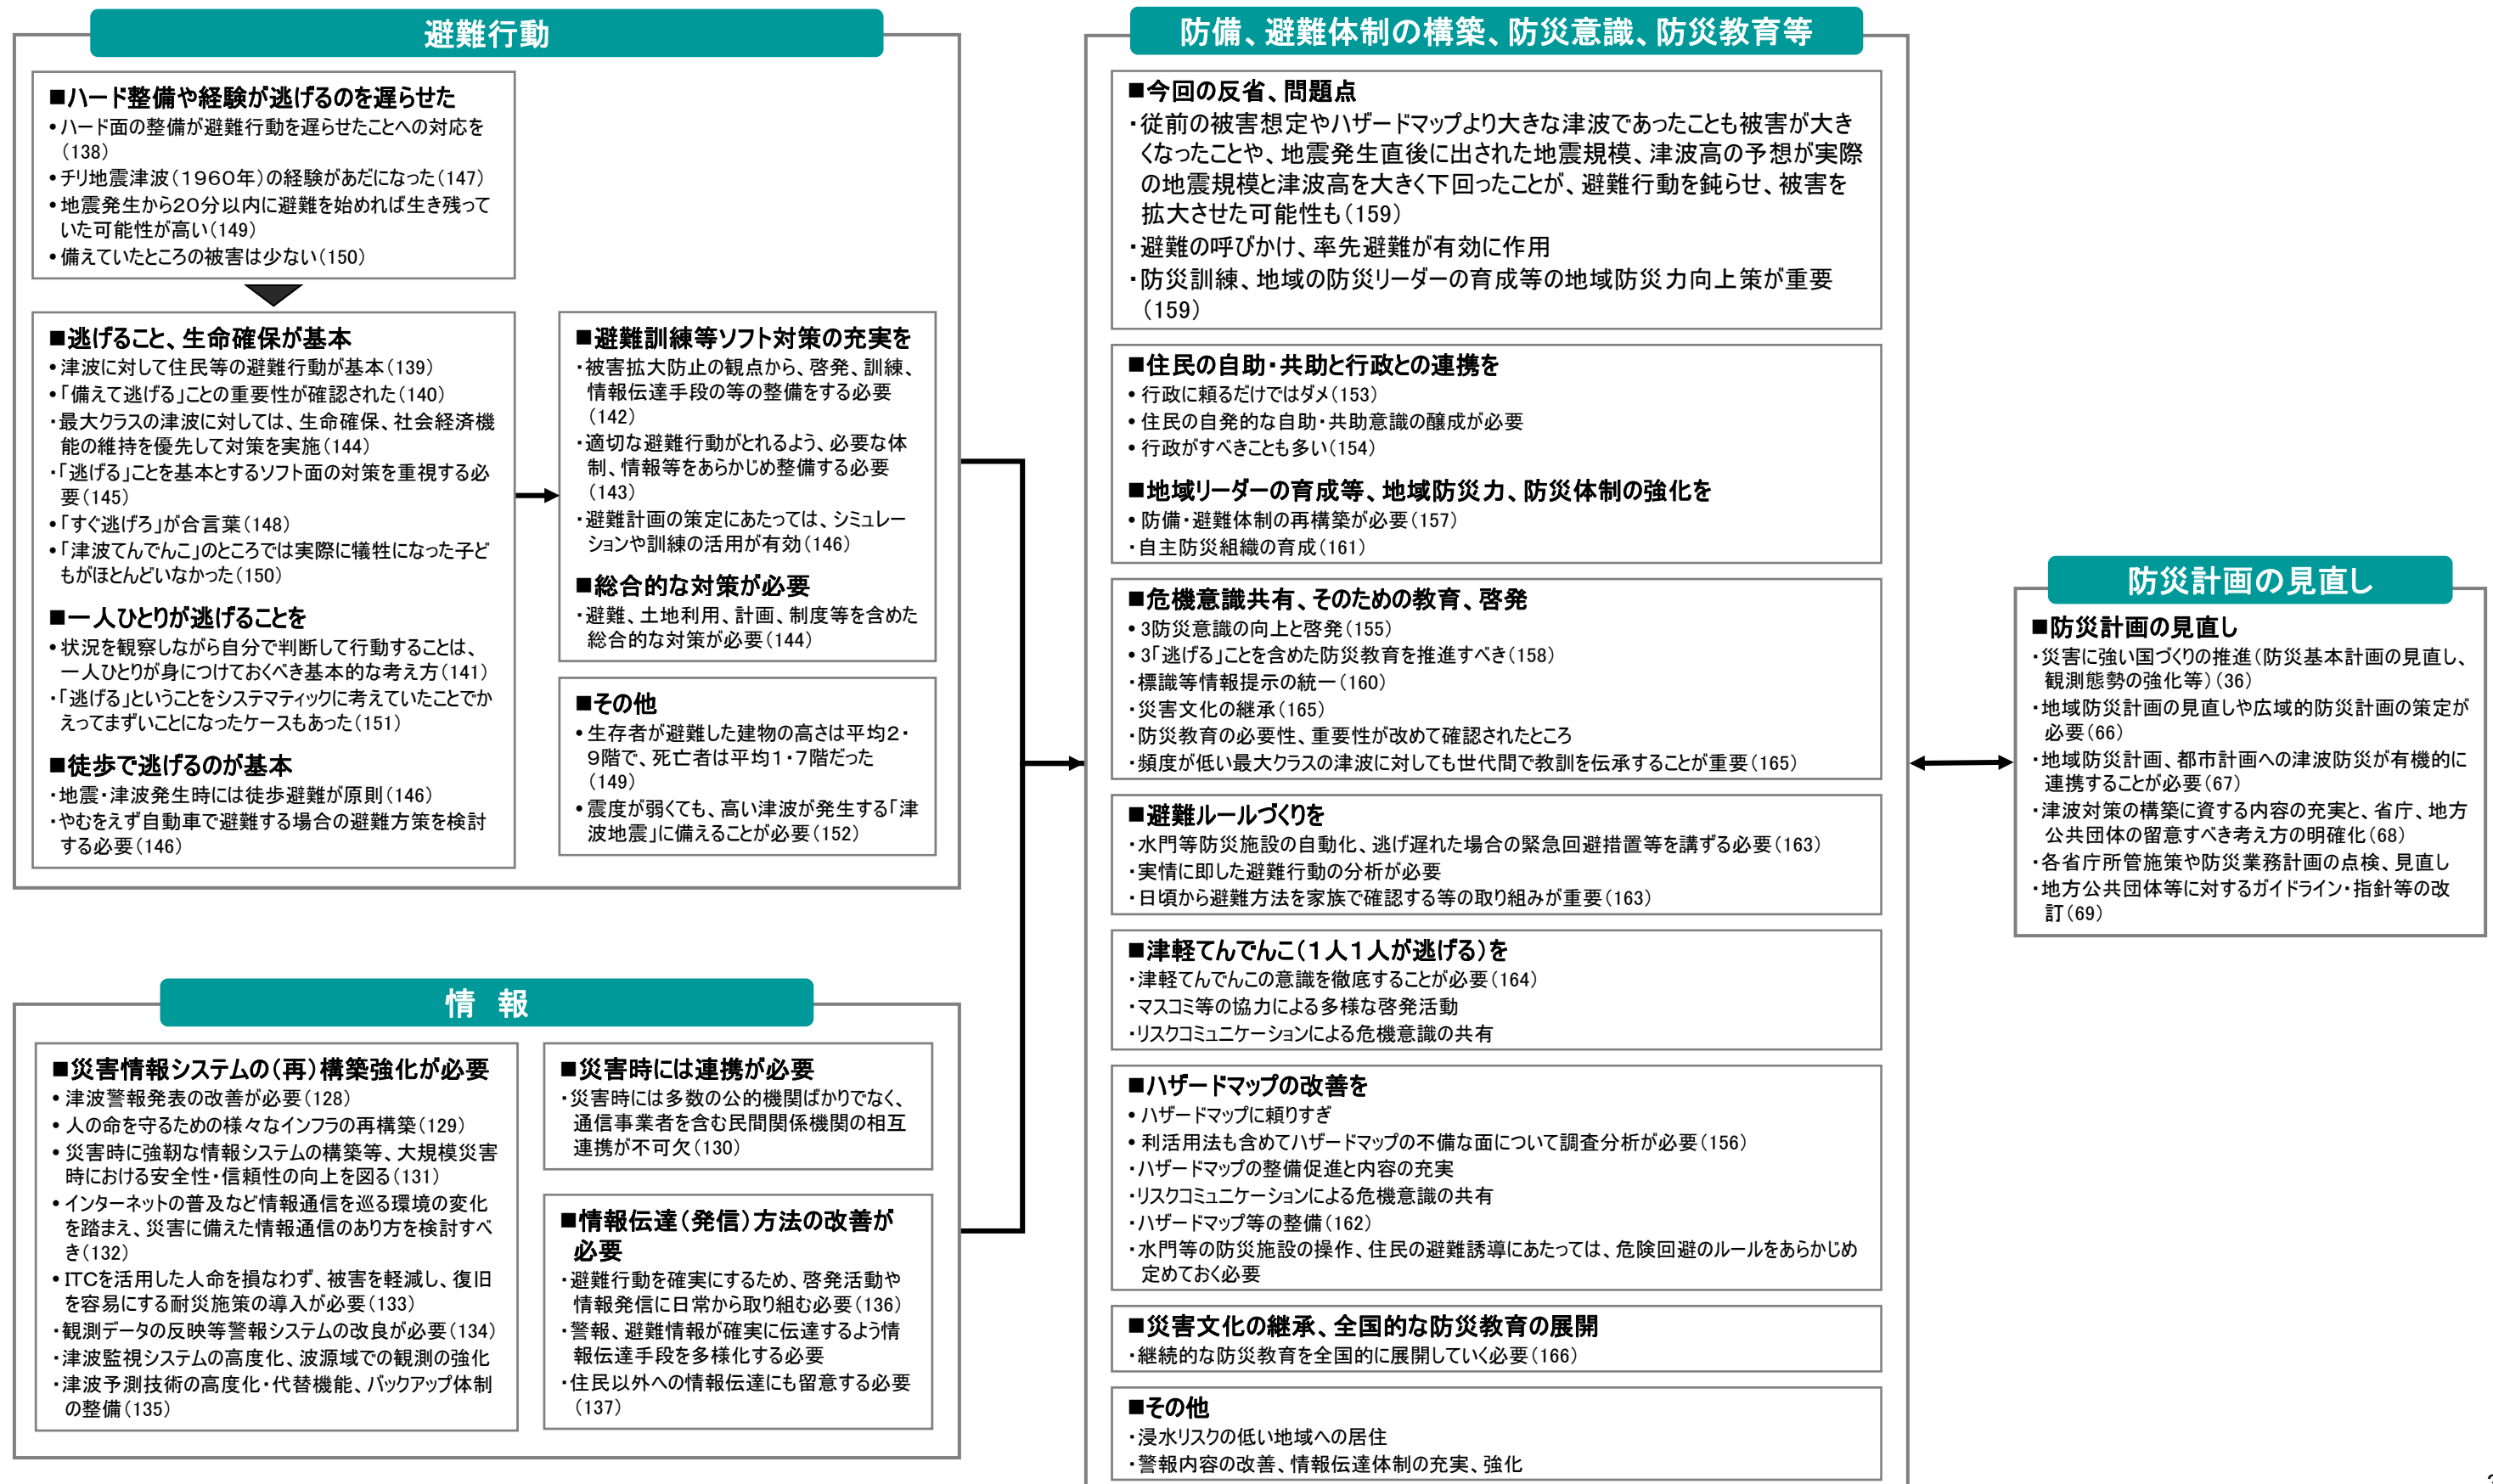 避難行動
■ハード整備や経験が逃げるのを遅らせた
•ハード面の整備が避難行動を遅らせたことへの対応を
（138）
•チリ地震津波（1960年）の経験があだになった（147）
•地震発生から20分以内に避難を始めれば生き残って
いた可能性が高い（149）
•備えていたところの被害は少ない（150）
■逃げること、生命確保が基本
•津波に対して住民等の避難行動が基本（139）
•「備えて逃げる」ことの重要性が確認された（140）
・最大クラスの津波に対しては、生命確保、社会経済機
能の維持を優先して対策を実施（144）
・「逃げる」ことを基本とするソフト面の対策を重視する必
要（145）
•「すぐ逃げろ」が合言葉（148）
•「津波てんでんこ」のところでは実際に犠牲になった子ど
もがほとんどいなかった（150）
■一人ひとりが逃げることを
•状況を観察しながら自分で判断して行動することは、
一人ひとりが身につけておくべき基本的な考え方（141）
・「逃げる」ということをシステマティックに考えていたことでか
えってまずいことになったケースもあった（151）
■徒歩で逃げるのが基本
・地震・津波発生時には徒歩避難が原則（146）
・やむをえず自動車で避難する場合の避難方策を検討
する必要（146）
■避難訓練等ソフト対策の充実を
・被害拡大防止の観点から、啓発、訓練、
情報伝達手段の等の整備をする必要
（142）
・適切な避難行動がとれるよう、必要な体
制、情報等をあらかじめ整備する必要
（143）
・避難計画の策定にあたっては、シミュレー
ションや訓練の活用が有効（146）
■総合的な対策が必要
・避難、土地利用、計画、制度等を含めた
総合的な対策が必要（144）
■その他
•生存者が避難した建物の高さは平均2・
9階で、死亡者は平均1・7階だった
（149）
•震度が弱くても、高い津波が発生する「津
波地震」に備えることが必要（152）
情　報
■災害情報システムの（再）構築強化が必要
•津波警報発表の改善が必要（128）
•人の命を守るための様々なインフラの再構築（129）
•災害時に強靭な情報システムの構築等、大規模災害
時における安全性・信頼性の向上を図る（131）
•インターネットの普及など情報通信を巡る環境の変化
を踏まえ、災害に備えた情報通信のあり方を検討すべ
き（132）
•ITCを活用した人命を損なわず、被害を軽減し、復旧
を容易にする耐災施策の導入が必要（133）
・観測データの反映等警報システムの改良が必要（134）
・津波監視システムの高度化、波源域での観測の強化
・津波予測技術の高度化・代替機能、バックアップ体制
の整備（135）
■災害時には連携が必要
・災害時には多数の公的機関ばかりでなく、
通信事業者を含む民間関係機関の相互
連携が不可欠（130）
■情報伝達（発信）方法の改善が
必要
・避難行動を確実にするため、啓発活動や
情報発信に日常から取り組む必要（136）
・警報、避難情報が確実に伝達するよう情
報伝達手段を多様化する必要
・住民以外への情報伝達にも留意する必要
（137）
防備、避難体制の構築、防災意識、防災教育等
■今回の反省、問題点
・従前の被害想定やハザードマップより大きな津波であったことも被害が大き
くなったことや、地震発生直後に出された地震規模、津波高の予想が実際
の地震規模と津波高を大きく下回ったことが、避難行動を鈍らせ、被害を
拡大させた可能性も（159）
・避難の呼びかけ、率先避難が有効に作用
・防災訓練、地域の防災リーダーの育成等の地域防災力向上策が重要
（159）
■住民の自助・共助と行政との連携を
•行政に頼るだけではダメ（153）
•住民の自発的な自助・共助意識の醸成が必要
•行政がすべきことも多い（154）
■地域リーダーの育成等、地域防災力、防災体制の強化を
•防備・避難体制の再構築が必要（157）
・自主防災組織の育成（161）
■危機意識共有、そのための教育、啓発
•3防災意識の向上と啓発（155）
•3「逃げる」ことを含めた防災教育を推進すべき（158）
・標識等情報提示の統一（160）
・災害文化の継承（165）
・防災教育の必要性、重要性が改めて確認されたところ
・頻度が低い最大クラスの津波に対しても世代間で教訓を伝承することが重要（165）
■避難ルールづくりを
・水門等防災施設の自動化、逃げ遅れた場合の緊急回避措置等を講ずる必要（163）
・実情に即した避難行動の分析が必要
・日頃から避難方法を家族で確認する等の取り組みが重要（163）
■津軽てんでんこ（１人１人が逃げる）を
・津軽てんでんこの意識を徹底することが必要（164）
・マスコミ等の協力による多様な啓発活動
・リスクコミュニケーションによる危機意識の共有
■ハザードマップの改善を
•ハザードマップに頼りすぎ
•利活用法も含めてハザードマップの不備な面について調査分析が必要（156）
・ハザードマップの整備促進と内容の充実
・リスクコミュニケーションによる危機意識の共有
・ハザードマップ等の整備（162）
・水門等の防災施設の操作、住民の避難誘導にあたっては、危険回避のルールをあらかじめ
定めておく必要
■災害文化の継承、全国的な防災教育の展開
・継続的な防災教育を全国的に展開していく必要（166）
■その他
・浸水リスクの低い地域への居住
・警報内容の改善、情報伝達体制の充実、強化
防災計画の見直し
■防災計画の見直し
・災害に強い国づくりの推進（防災基本計画の見直し、
観測態勢の強化等）（36）
・地域防災計画の見直しや広域的防災計画の策定が
必要（66）
・地域防災計画、都市計画への津波防災が有機的に
連携することが必要（67）
・津波対策の構築に資する内容の充実と、省庁、地方
公共団体の留意すべき考え方の明確化（68）
・各省庁所管施策や防災業務計画の点検、見直し
・地方公共団体等に対するガイドライン・指針等の改
訂（69）